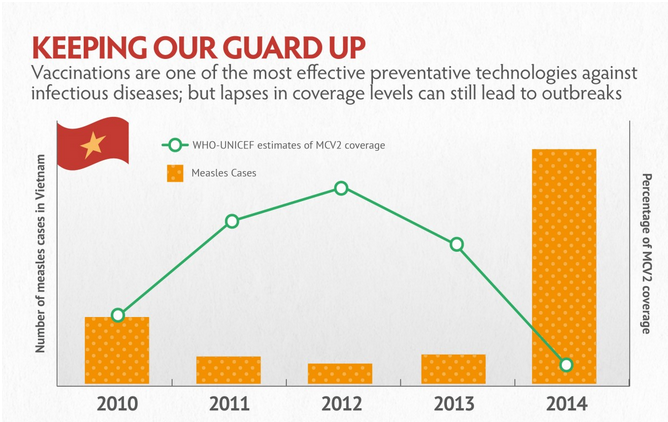 KEEPING OUR GUARD UP
Vaccinations are one of the most effective preventative technologies against
infectious diseases; but lapses in coverage levels can still lead to outbreaks
WHO-UNICEF estimates of MCV2 coverage
Measles Cases
Number of measles cases in Vietnam
Percentage of MCV2 coverage
2010 2011 2012 2013 2014